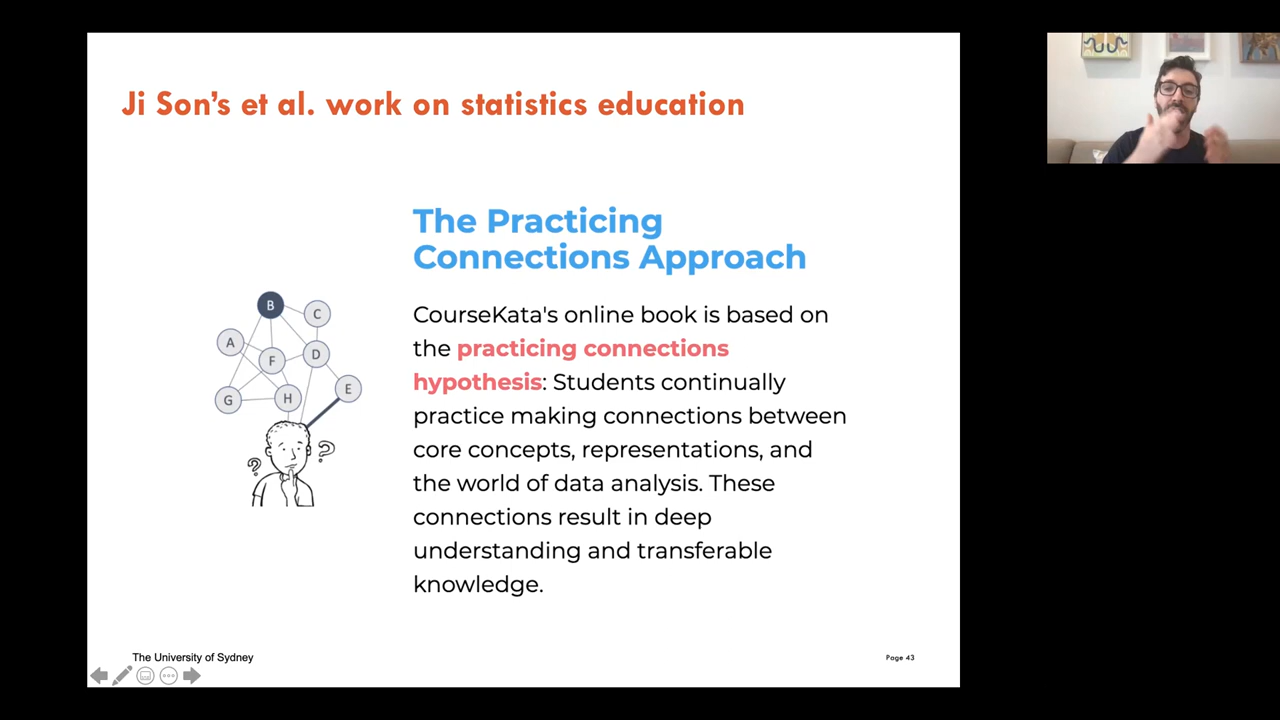 Ji Son's et al. work on statistics education
The Practicing
Connections Approach
CourseKata's online book is based on
the practicing connections
hypothesis: Students continually
practice making connections between
core concepts, representations, and
the world of data analysis. These
connections result in deep
understanding and transferable
knowledge.
B
C
A
F
D
E
G
H
?
?
The University of Sydney
Page 43